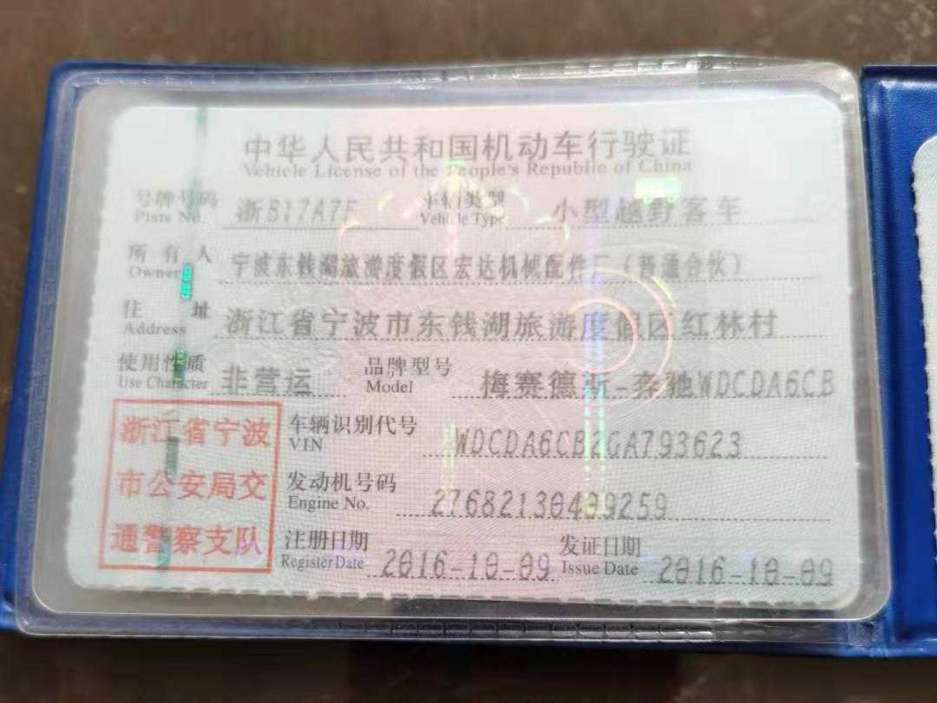 中华人民共和国机动车行驶证
Vehicle License of the People's Republic of China
号牌号码 浙B17A7F 车辆类型 小型越野客车
Plate No. Vehicle Type
所有人 宁波东钱湖旅游度假区宏达机械配件厂（普通合伙）
Owner
住址 浙江省宁波市东钱湖旅游度假区红林村
Address
使用性质 非营运 品牌型号 梅赛德斯-奔驰WDCDA6CB
Use Character Model
浙江省宁波
市公安局交
通警察支队
车辆识别代号 WDCDA6CB2GA793623
VIN
发动机号码 27682130439259
Engine No.
注册日期 2016-10-09 发证日期 2016-10-09
Register Date Issue Date